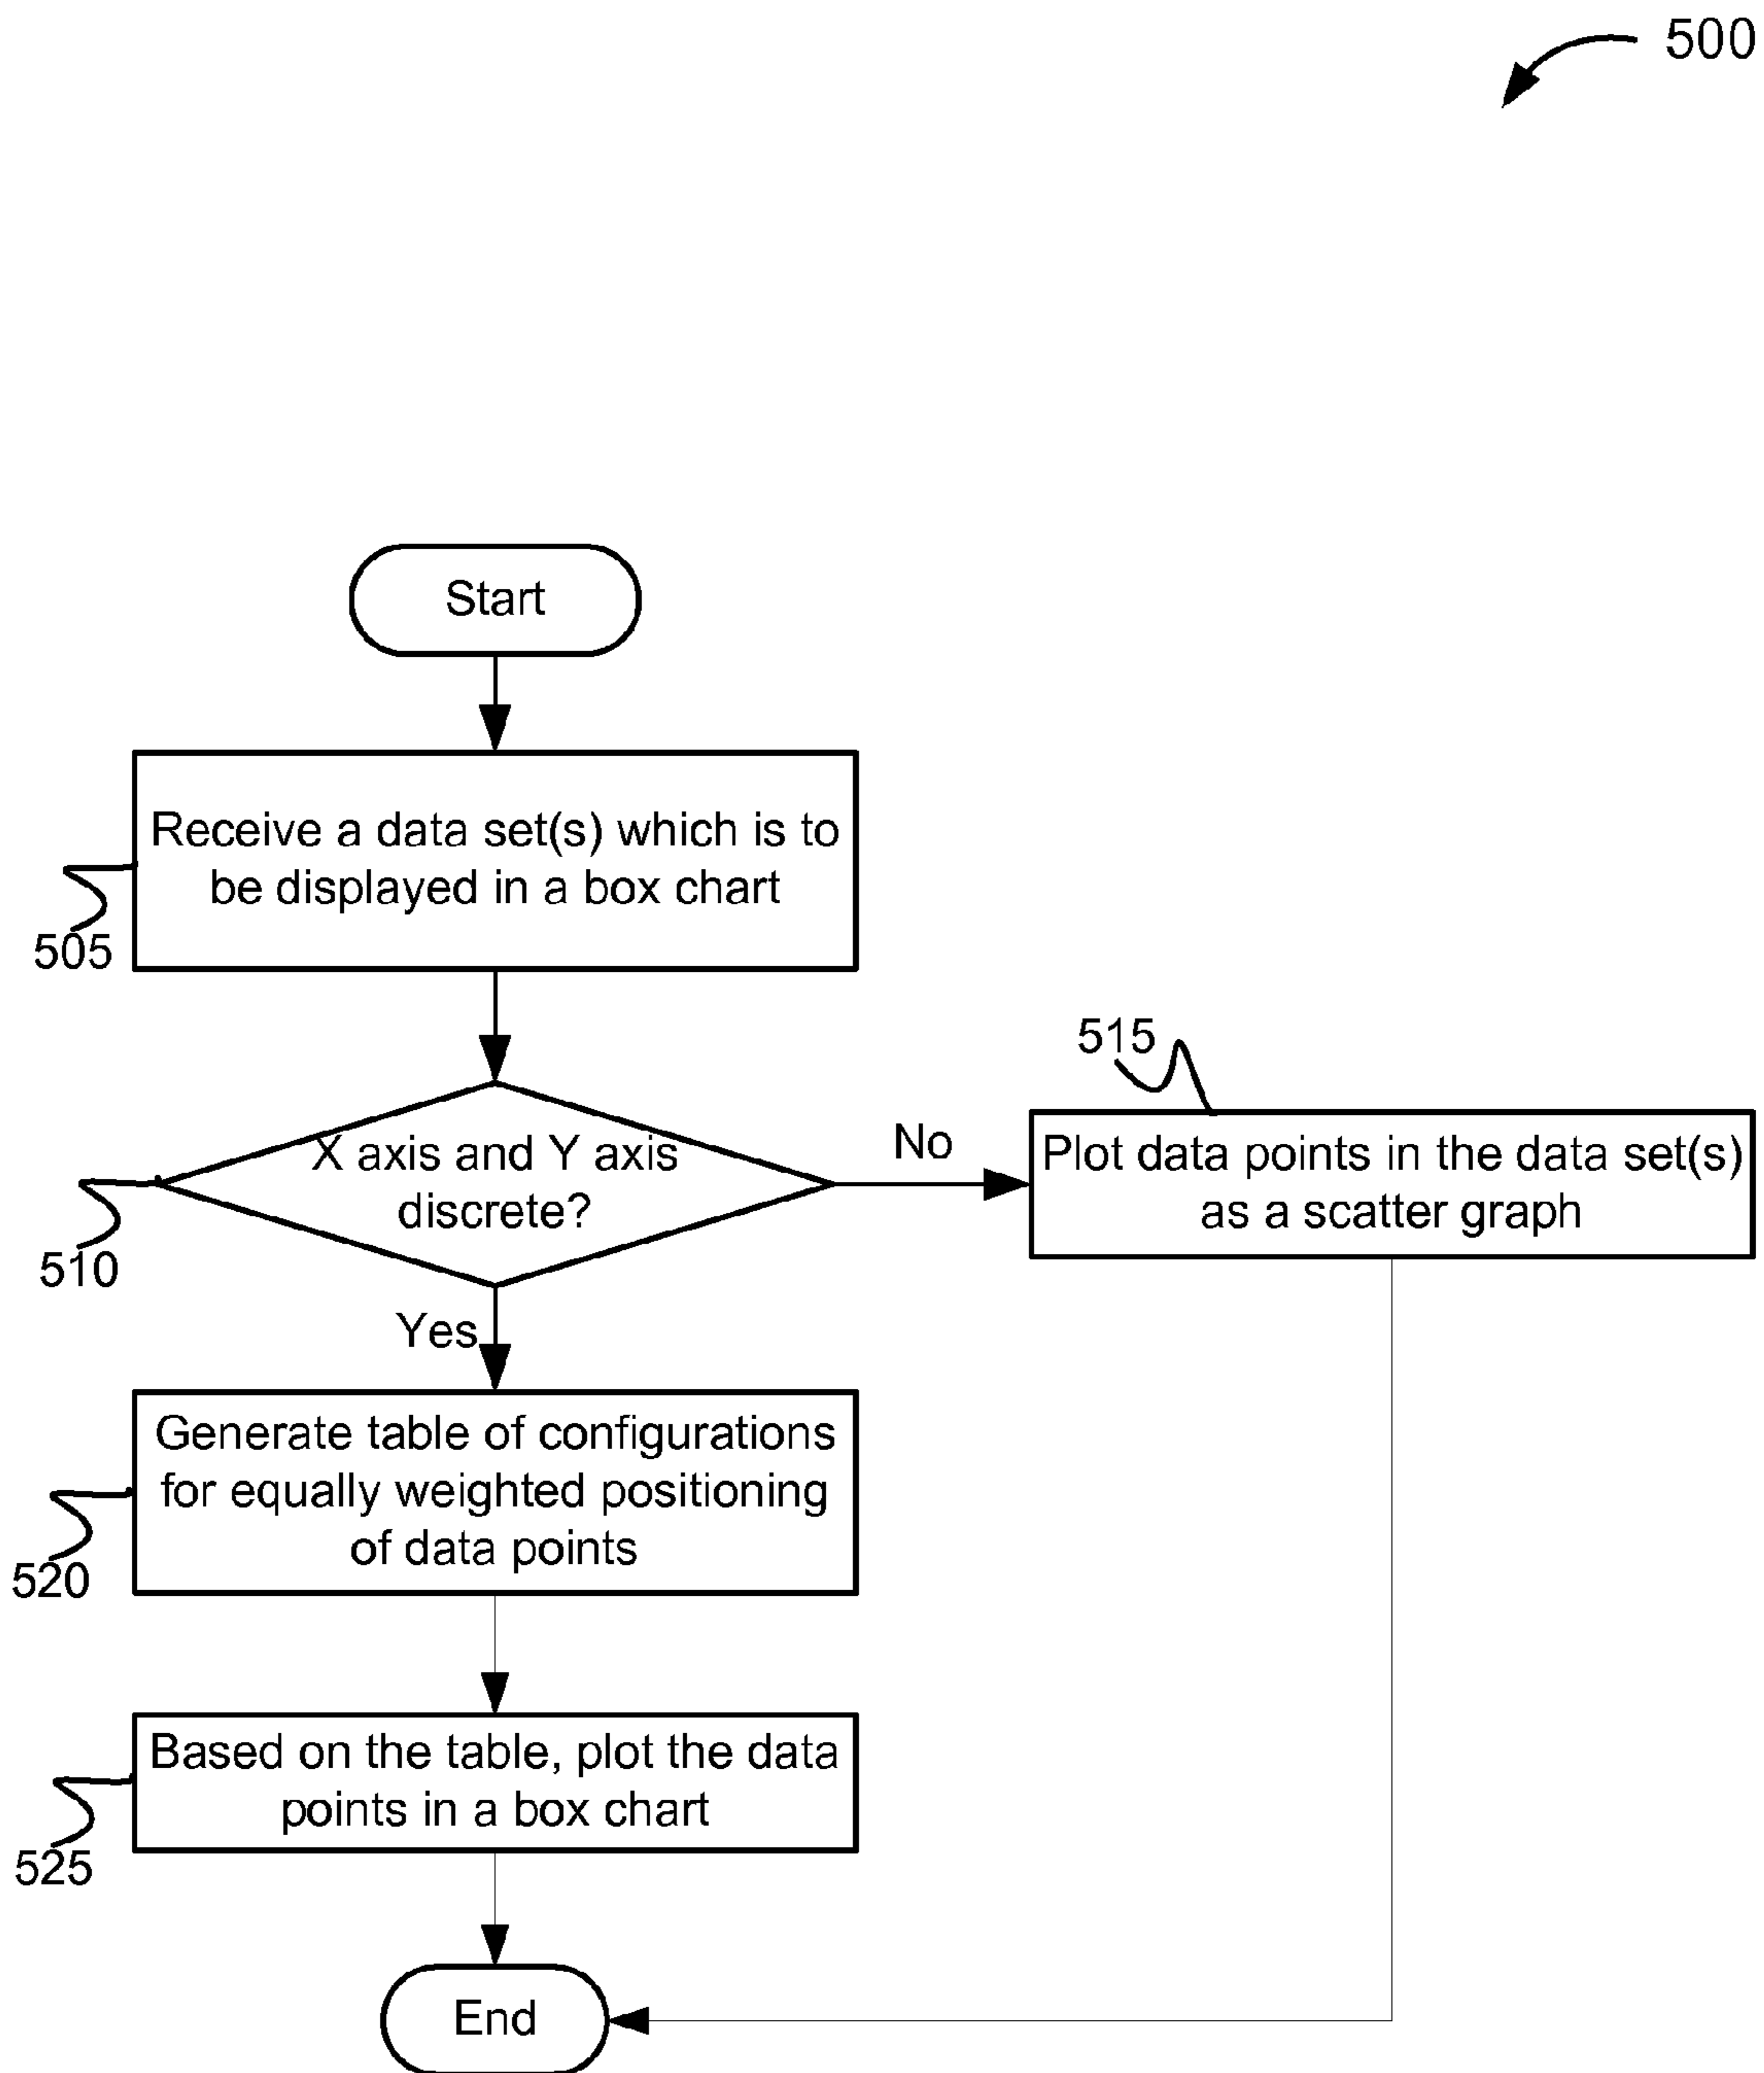 500
Start
Receive a data set(s) which is to
be displayed in a box chart
505
X axis and Y axis
discrete?
510
No
515
Plot data points in the data set(s)
as a scatter graph
Yes
Generate table of configurations
for equally weighted positioning
of data points
520
Based on the table, plot the data
points in a box chart
525
End